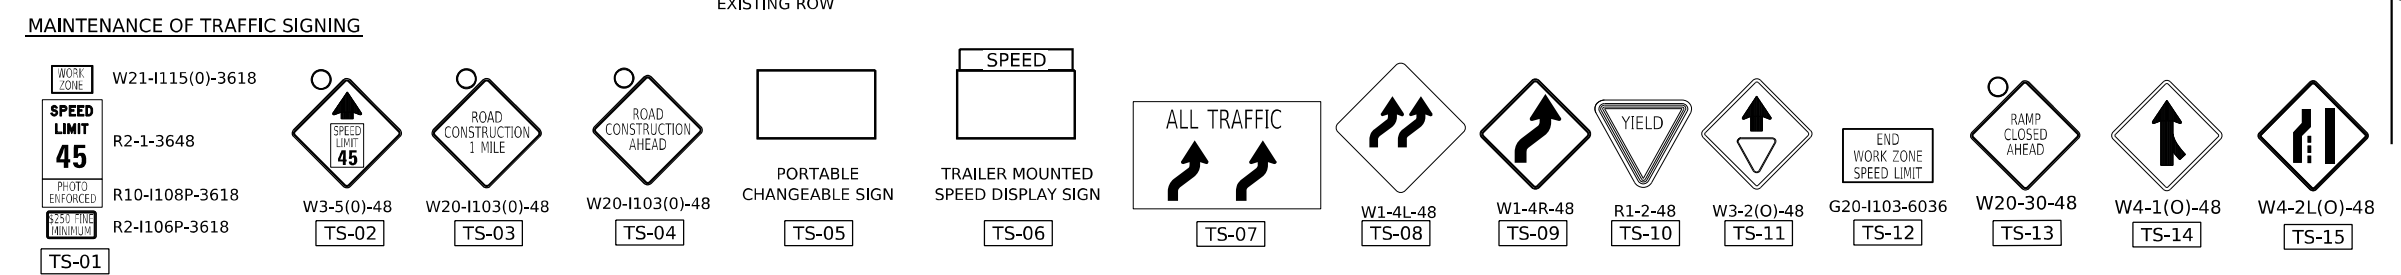 EXISTING ROW
MAINTENANCE OF TRAFFIC SIGNING
WORK
ZONE
W21-I115(0)-3618
SPEED
LIMIT
45
R2-1-3648
PHOTO
ENFORCED
R10-I108P-3618
$250 FINE
MINIMUM
R2-I106P-3618
TS-01
SPEED
LIMIT
45
W3-5(0)-48
TS-02
ROAD
CONSTRUCTION
1 MILE
W20-I103(0)-48
TS-03
ROAD
CONSTRUCTION
AHEAD
W20-I103(0)-48
TS-04
PORTABLE
CHANGEABLE SIGN
TS-05
SPEED
TRAILER MOUNTED
SPEED DISPLAY SIGN
TS-06
ALL TRAFFIC
TS-07
W1-4L-48
TS-08
W1-4R-48
TS-09
YIELD
R1-2-48
TS-10
W3-2(O)-48
TS-11
END
WORK ZONE
SPEED LIMIT
G20-I103-6036
TS-12
RAMP
CLOSED
AHEAD
W20-30-48
TS-13
W4-1(O)-48
TS-14
W4-2L(O)-48
TS-15